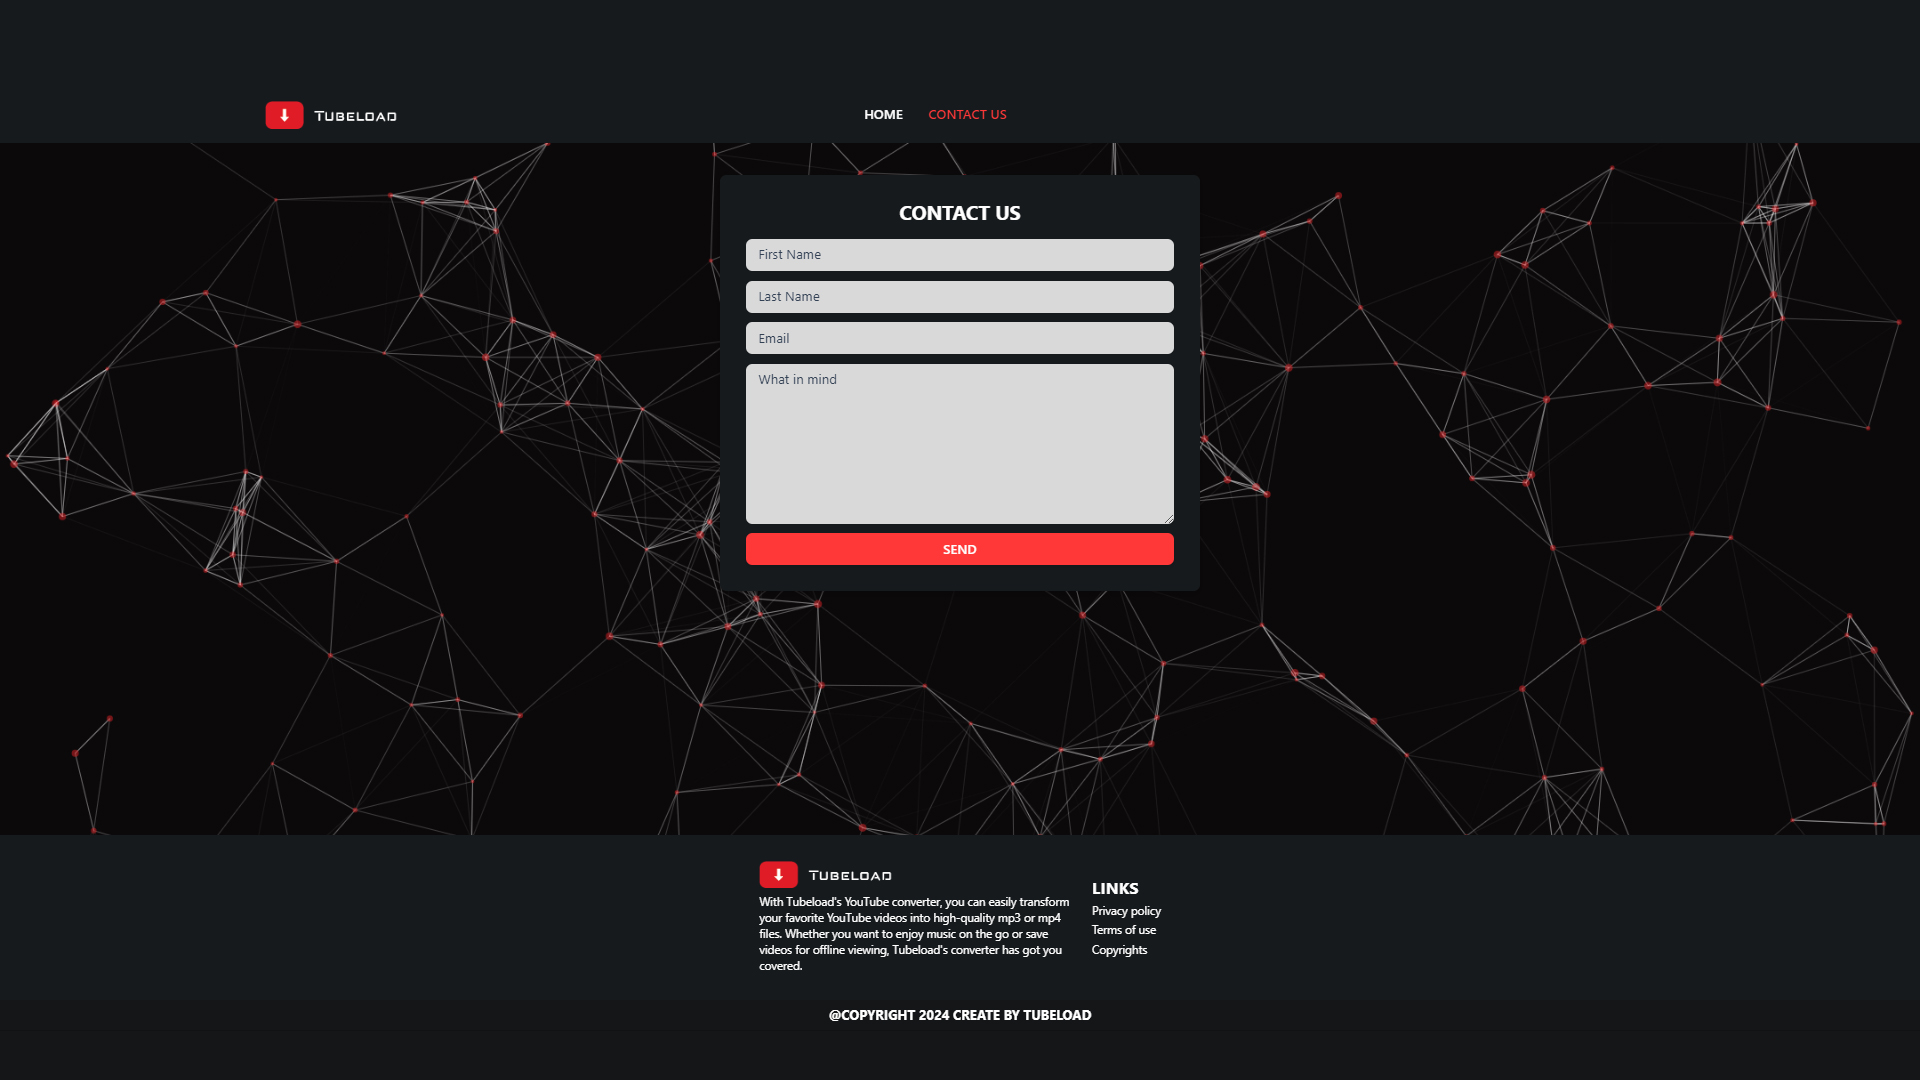 TUBELOAD
HOME
CONTACT US
CONTACT US
First Name
Last Name
Email
What in mind
SEND
TUBELOAD
With Tubeload's YouTube converter, you can easily transform
your favorite YouTube videos into high-quality mp3 or mp4
files. Whether you want to enjoy music on the go or save
videos for offline viewing, Tubeload's converter has got you
covered.
LINKS
Privacy policy
Terms of use
Copyrights
@COPYRIGHT 2024 CREATE BY TUBELOAD